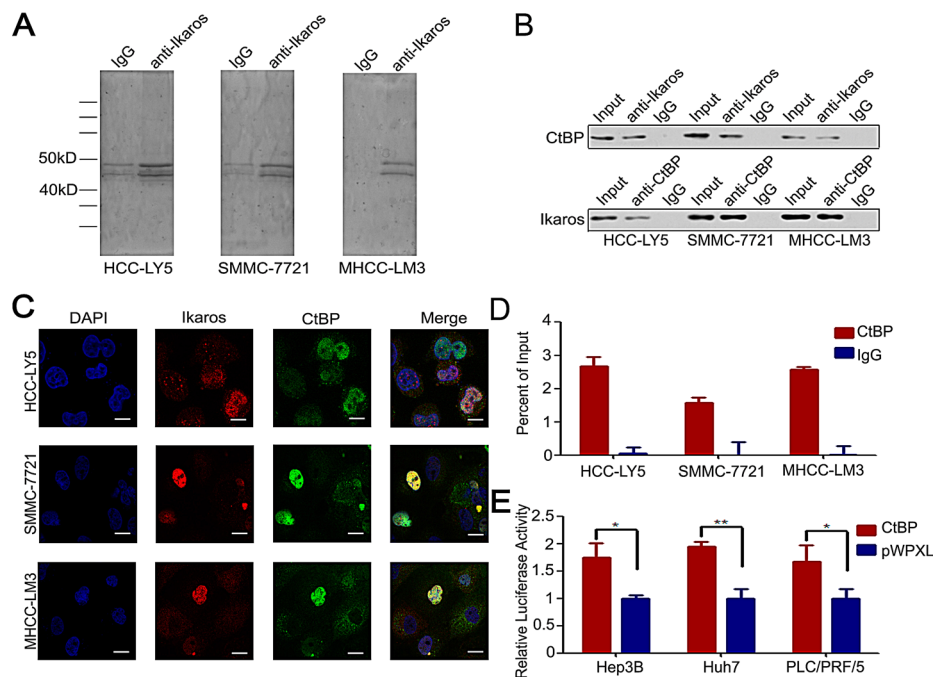 A
IgG anti-Ikaros IgG anti-Ikaros IgG anti-Ikaros
50kD
40kD
HCC-LY5 SMMC-7721 MHCC-LM3
B
Input anti-Ikaros IgG Input anti-Ikaros IgG Input anti-Ikaros IgG
CtBP
Input anti-CtBP IgG Input anti-CtBP IgG Input anti-CtBP IgG
Ikaros
HCC-LY5 SMMC-7721 MHCC-LM3
C
DAPI Ikaros CtBP Merge
HCC-LY5
SMMC-7721
MHCC-LM3
D
Percent of Input
4
3
2
1
0
CtBP
IgG
HCC-LY5 SMMC-7721 MHCC-LM3
E
Relative Luciferase Activity
2.5
2
1.5
1
0.5
0
* ** *
CtBP
pWPXL
Hep3B Huh7 PLC/PRF/5